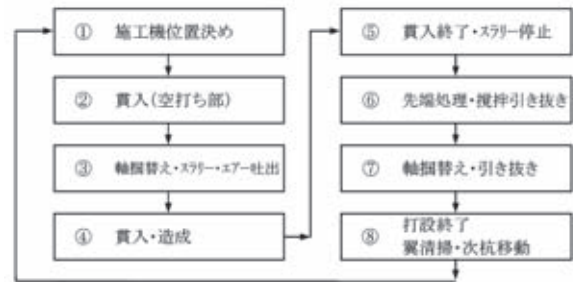 ① 施工機位置決め
② 貫入(空打ち部)
③ 軸掴替え・スラリー・エアー吐出
④ 貫入・造成
⑤ 貫入終了・スラリー停止
⑥ 先端処理・攪拌引き抜き
⑦ 軸掴替え・引き抜き
⑧ 打設終了
翼清掃・次杭移動